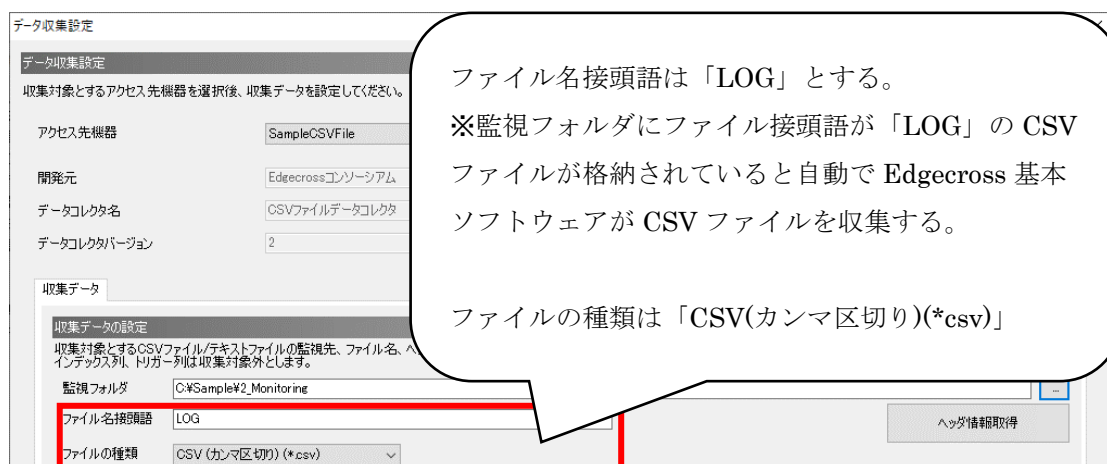 データ収集設定
データ収集設定
収集対象とするアクセス先機器を選択後、収集データを設定してください。
アクセス先機器
SampleCSVFile
開発元
Edgecrossコンソーシアム
データコレクタ名
CSVファイルデータコレクタ
データコレクタバージョン
2
収集データ
収集データの設定
収集対象とするCSVファイル/テキストファイルの監視先、ファイル名、ヘ
インデックス列、トリガー列は収集対象外とします。
監視フォルダ
C:¥Sample¥2_Monitoring
...
ファイル名接頭語
LOG
ヘッダ情報取得
ファイルの種類
CSV (カンマ区切り) (*.csv)
ファイル名接頭語は「LOG」とする。
※監視フォルダにファイル接頭語が「LOG」の CSV
ファイルが格納されていると自動で Edgecross 基本
ソフトウェアが CSV ファイルを収集する。
ファイルの種類は「CSV(カンマ区切り)(*csv)」